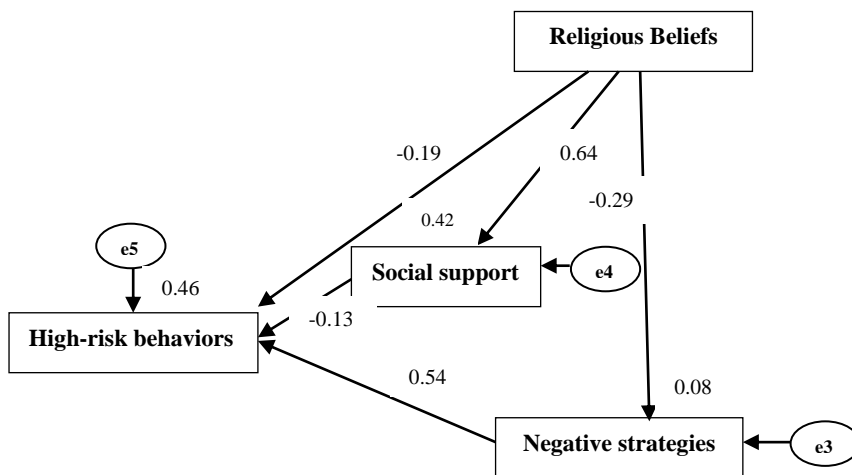 Religious Beliefs
-0.19
0.64
-0.29
0.42
e5
Social support
e4
0.46
-0.13
High-risk behaviors
0.54
0.08
Negative strategies
e3